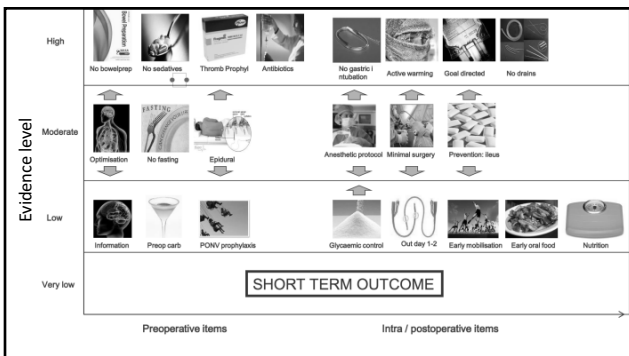 High
Bowel Preparation
No bowelprep
No sedatives
Thromb Prophyl
Antibiotics
No gastric i
ntubation
Active warming
Goal directed
No drains
Evidence level
Moderate
FASTING
Optimisation
No fasting
Epidural
Anesthetic protocol
Minimal surgery
Prevention: ileus
Low
Information
Preop carb
PONV prophylaxis
Glycaemic control
Out day 1-2
Early mobilisation
Early oral food
Nutrition
Very low
SHORT TERM OUTCOME
Preoperative items
Intra / postoperative items